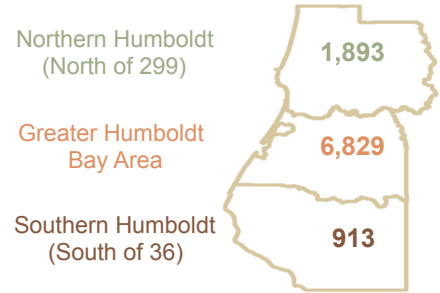 Northern Humboldt
(North of 299)
1,893
Greater Humboldt
Bay Area
6,829
Southern Humboldt
(South of 36)
913